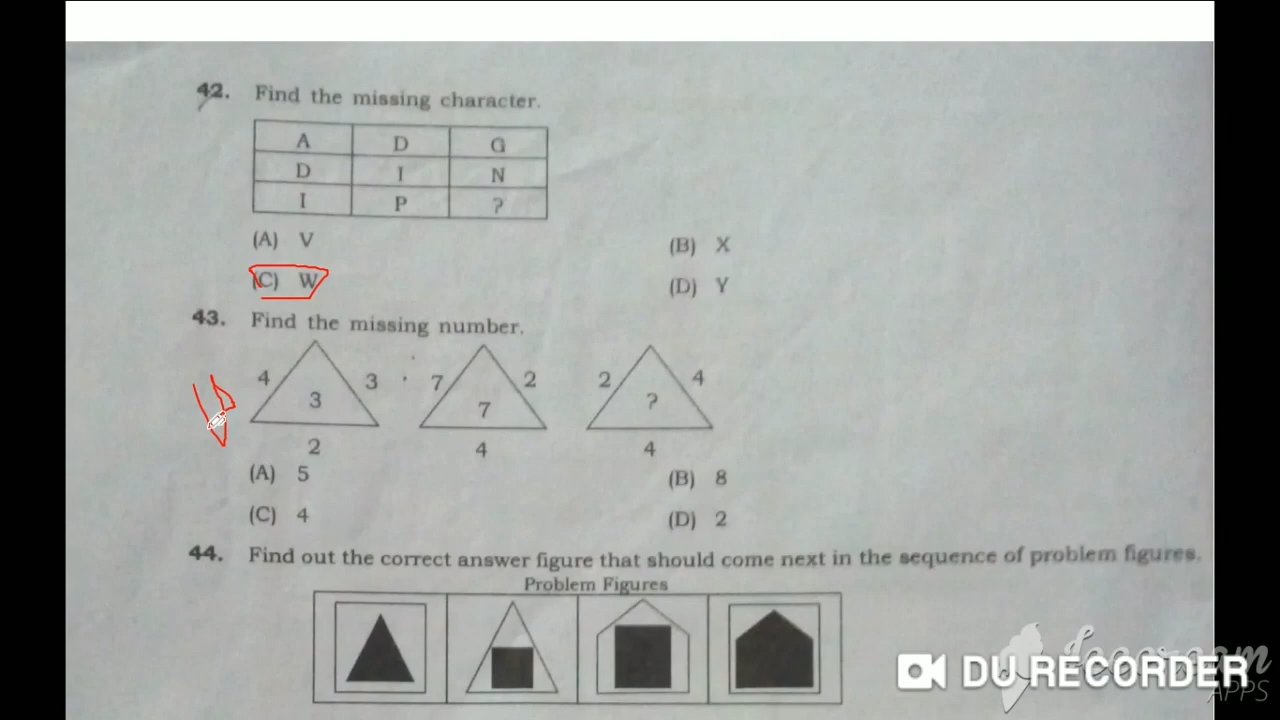 42. Find the missing character.
A D G
D I N
I P ?
(A) V (B) X
(C) W (D) Y
43. Find the missing number.
4 3 3 7 2 7 2 4 ?
2 4 4
(A) 5 (B) 8
(C) 4 (D) 2
44. Find out the correct answer figure that should come next in the sequence of problem figures.
Problem Figures
DU RECORDER
APPS